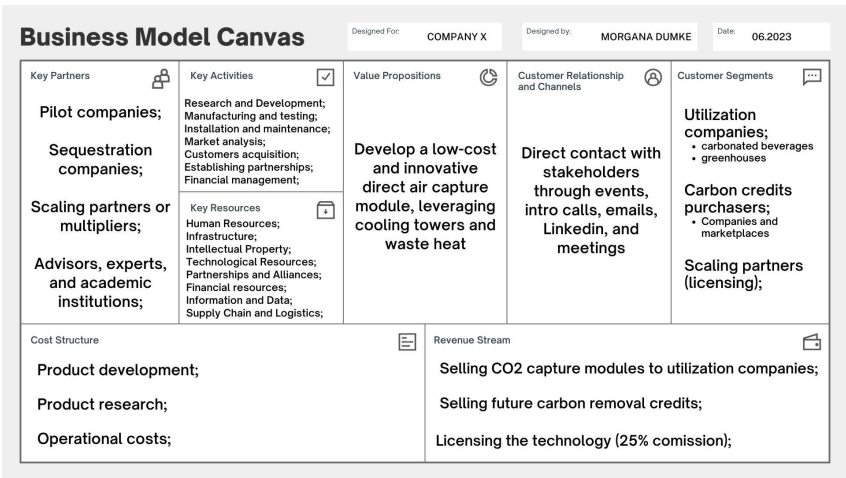 Business Model Canvas
Designed For:
COMPANY X
Designed by:
MORGANA DUMKE
Date:
06.2023
Key Partners
Pilot companies;
Sequestration
companies;
Scaling partners or
multipliers;
Advisors, experts,
and academic
institutions;
Key Activities
Research and Development;
Manufacturing and testing;
Installation and maintenance;
Market analysis;
Customers acquisition;
Establishing partnerships;
Financial management;
Key Resources
Human Resources;
Infrastructure;
Intellectual Property;
Technological Resources;
Partnerships and Alliances;
Financial resources;
Information and Data;
Supply Chain and Logistics;
Value Propositions
Develop a low-cost
and innovative
direct air capture
module, leveraging
cooling towers and
waste heat
Customer Relationship
and Channels
Direct contact with
stakeholders
through events,
intro calls, emails,
Linkedin, and
meetings
Customer Segments
Utilization
companies;
• carbonated beverages
• greenhouses
Carbon credits
purchasers;
• Companies and
marketplaces
Scaling partners
(licensing);
Cost Structure
Product development;
Product research;
Operational costs;
Revenue Stream
Selling CO2 capture modules to utilization companies;
Selling future carbon removal credits;
Licensing the technology (25% comission);